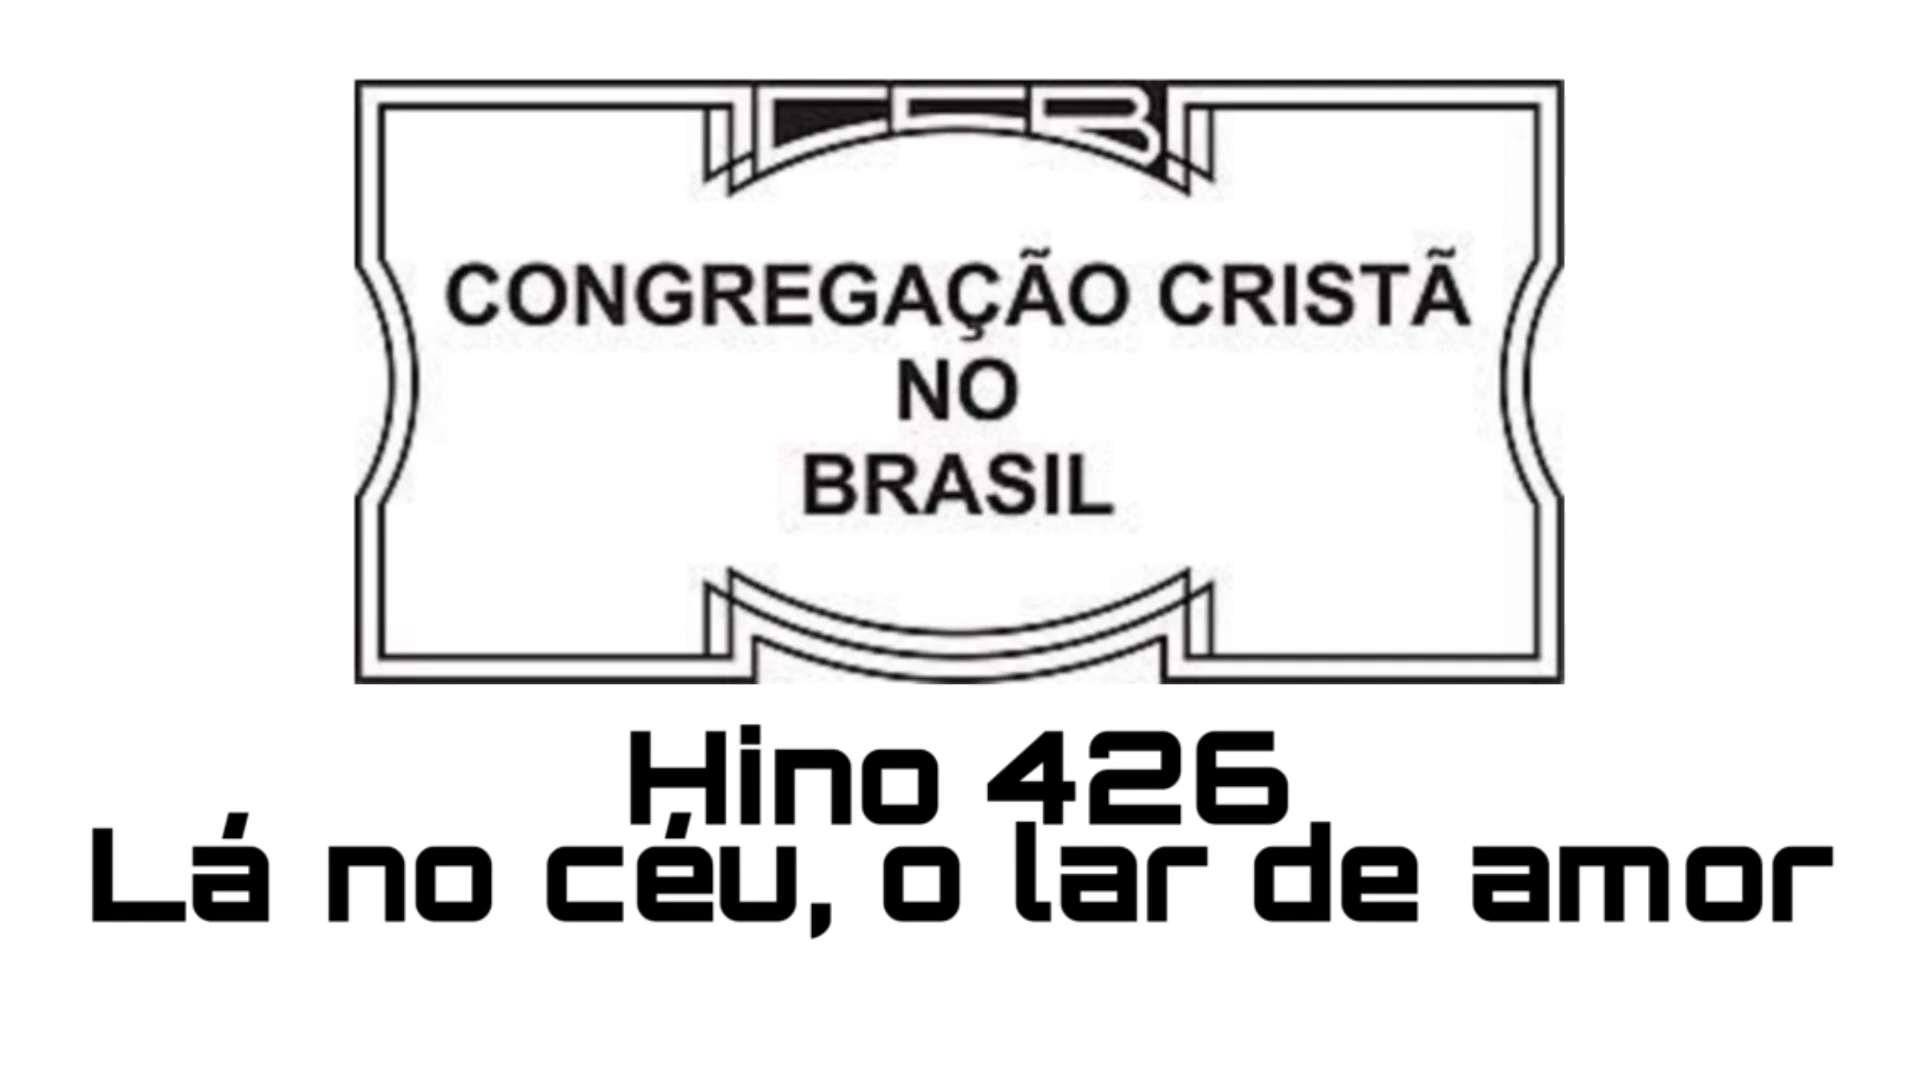 CCB
CONGREGAÇÃO CRISTÃ
NO
BRASIL
Hino 426
Lá no céu, o lar de amor